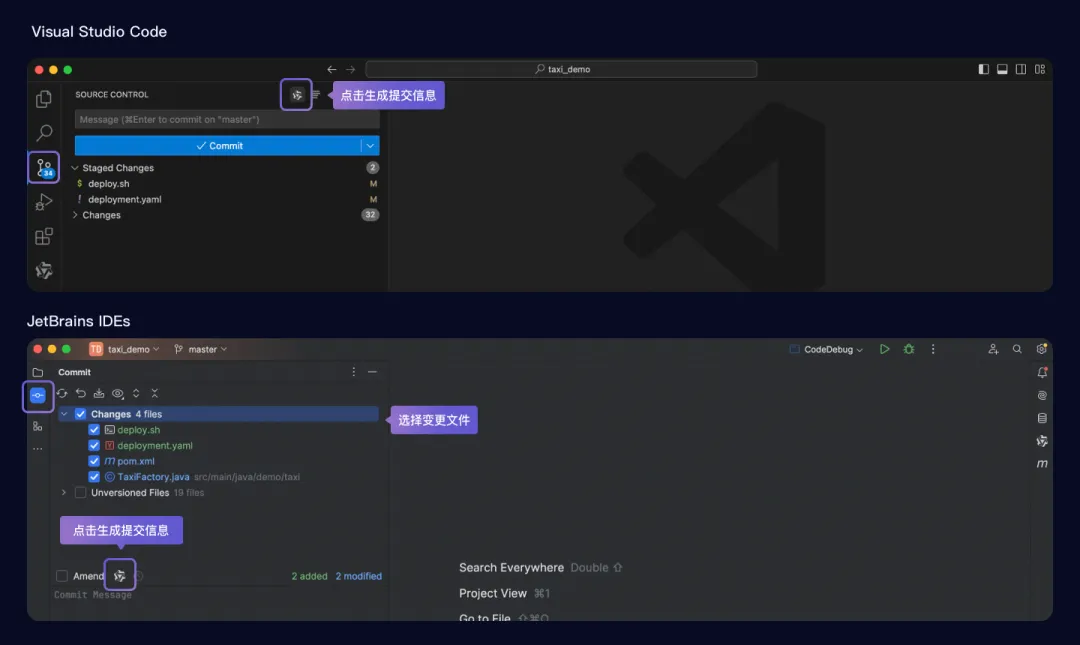 Visual Studio Code
taxi_demo
SOURCE CONTROL
点击生成提交信息
Message (⌘Enter to commit on "master")
Commit
34
Staged Changes 2
$ deploy.sh M
! deployment.yaml M
Changes 32
JetBrains IDEs
TD taxi_demo master CodeDebug
Commit
Changes 4 files
选择变更文件
deploy.sh
Y deployment.yaml
m pom.xml
© TaxiFactory.java src/main/java/demo/taxi
Unversioned Files 19 files
m
点击生成提交信息
Search Everywhere Double ⇧
Amend 2 added 2 modified
Project View ⌘1
Commit Message
Go to File ⇧⌘O